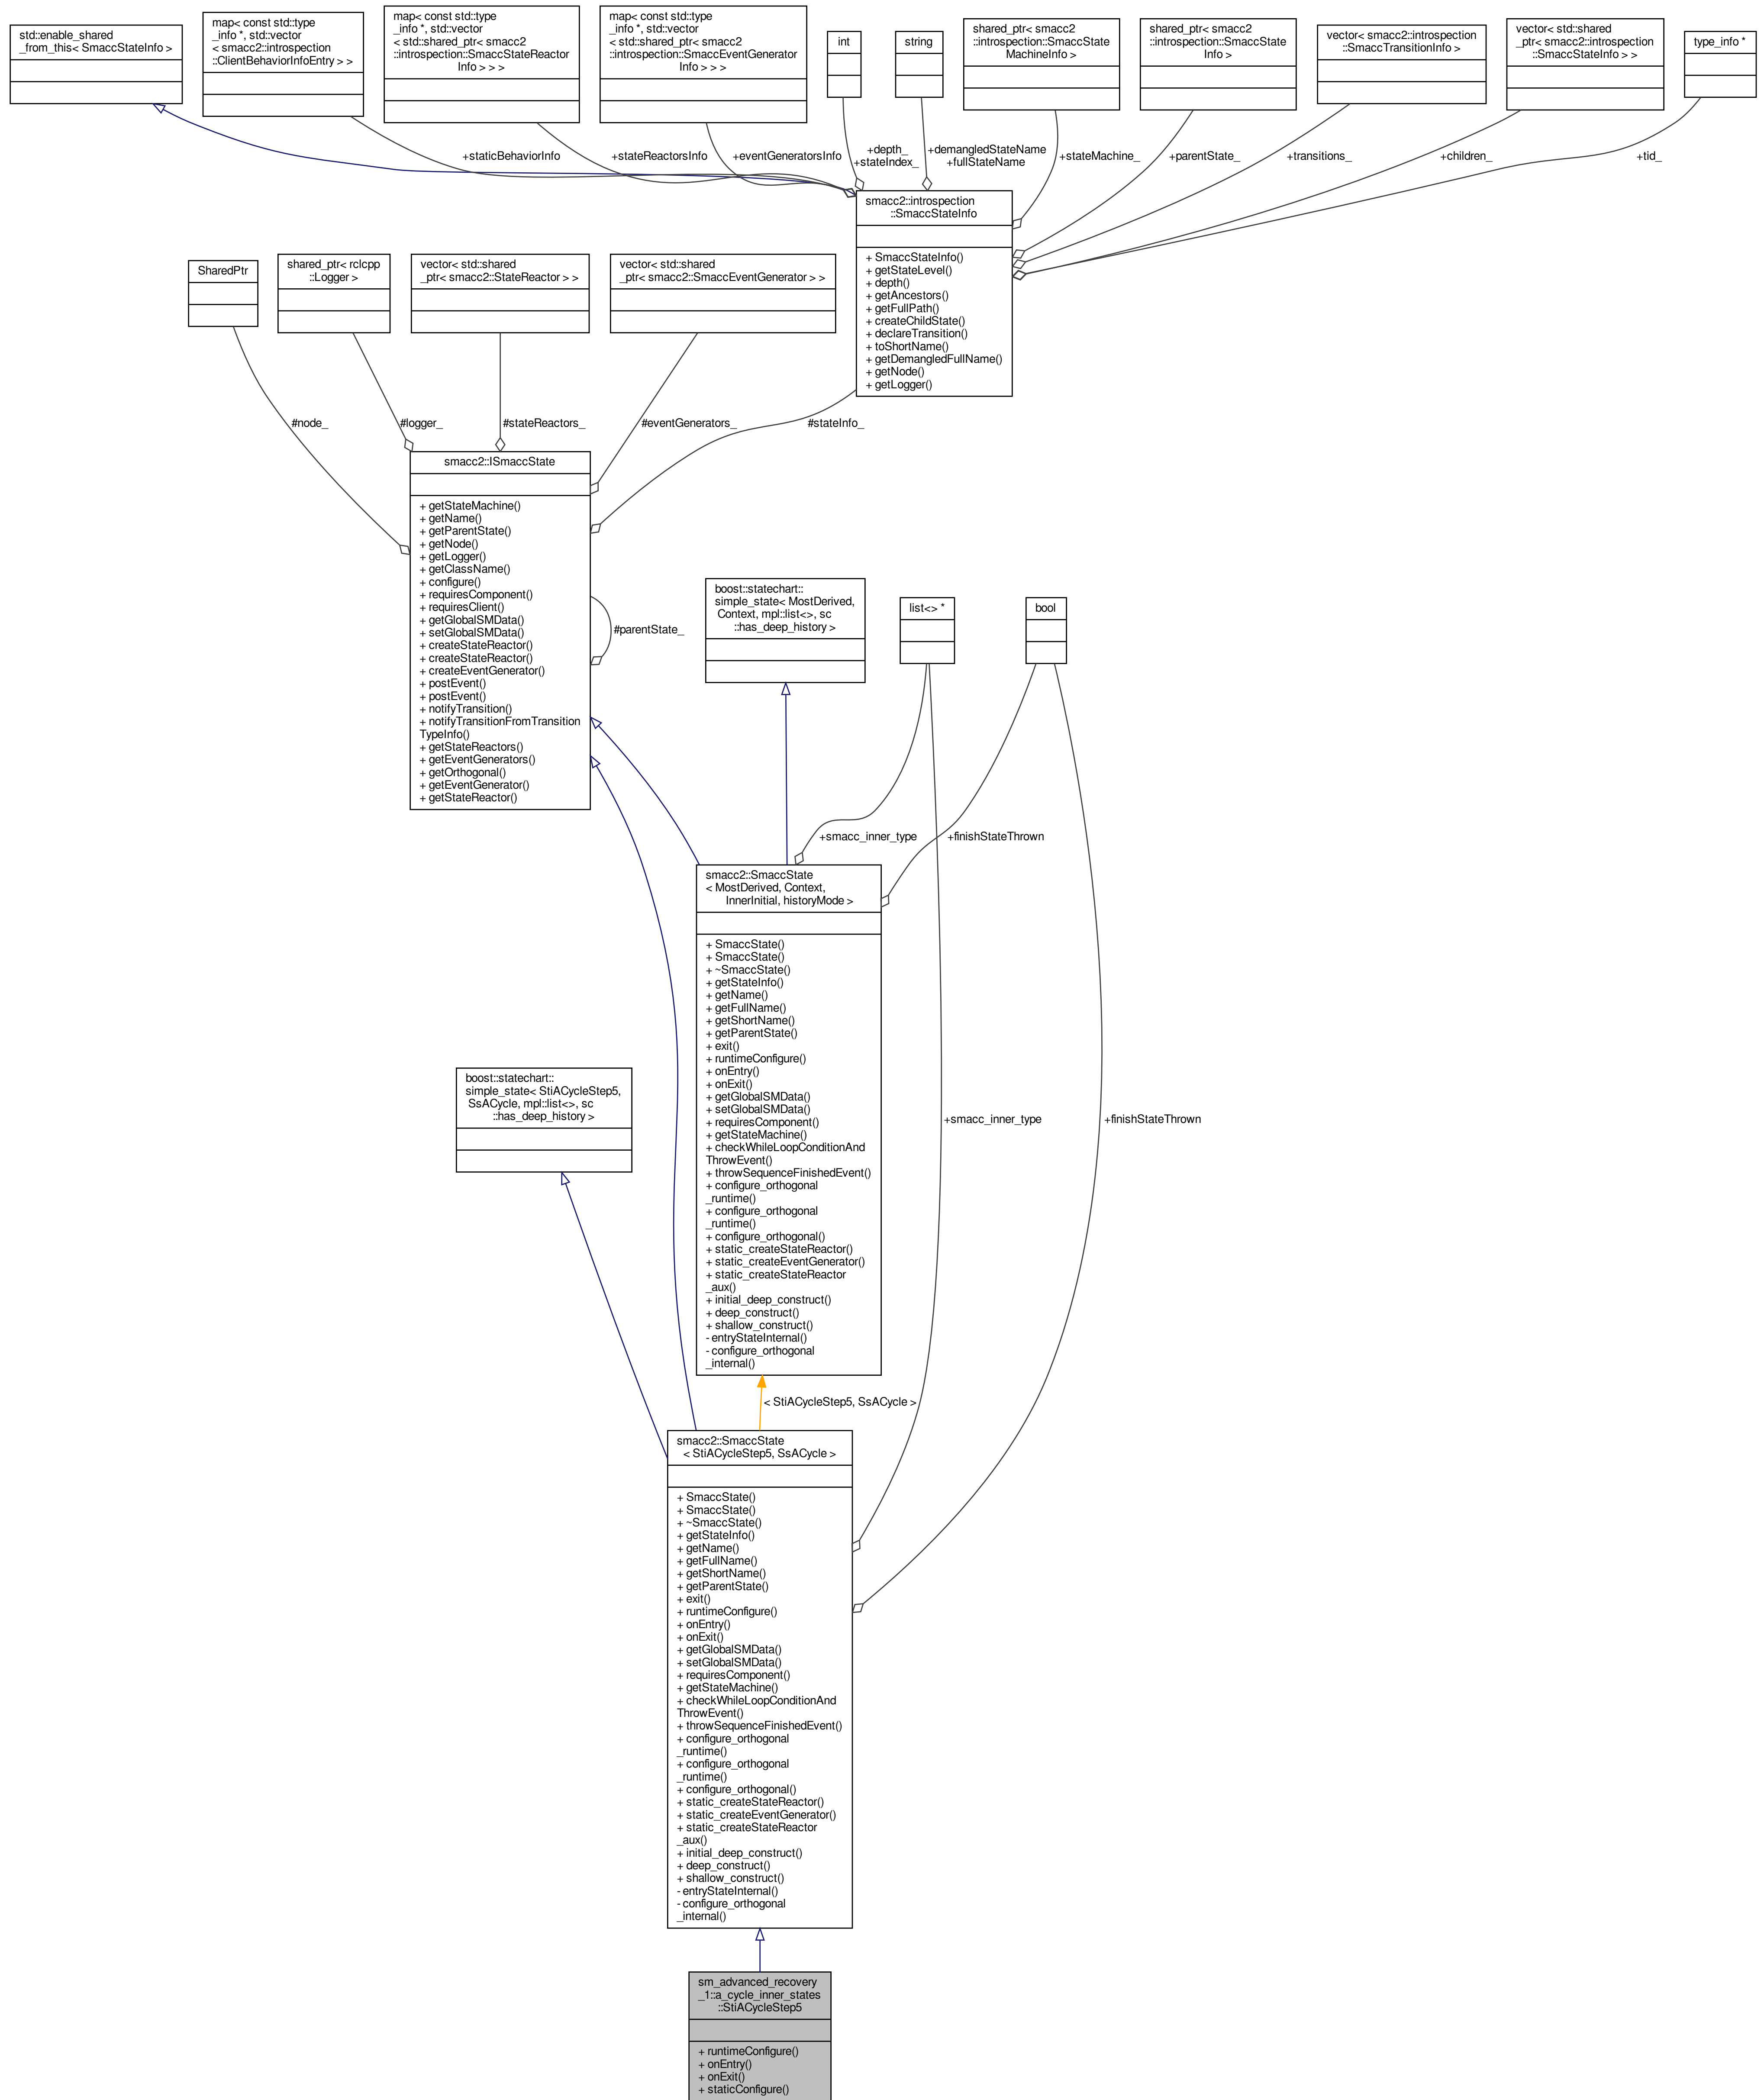 std::enable_shared
_from_this< SmaccStateInfo >
map< const std::type
_info *, std::vector
< smacc2::introspection
::ClientBehaviorInfoEntry > >
map< const std::type
_info *, std::vector
< std::shared_ptr< smacc2
::introspection::SmaccStateReactor
Info > > >
map< const std::type
_info *, std::vector
< std::shared_ptr< smacc2
::introspection::SmaccEventGenerator
Info > > >
int
string
shared_ptr< smacc2
::introspection::SmaccState
MachineInfo >
shared_ptr< smacc2
::introspection::SmaccState
Info >
vector< smacc2::introspection
::SmaccTransitionInfo >
vector< std::shared
_ptr< smacc2::introspection
::SmaccStateInfo > >
type_info *
+staticBehaviorInfo
+stateReactorsInfo
+eventGeneratorsInfo
+depth_
+stateIndex_
+demangledStateName
+fullStateName
+stateMachine_
+parentState_
+transitions_
+children_
+tid_
smacc2::introspection
::SmaccStateInfo
+ SmaccStateInfo()
+ getStateLevel()
+ depth()
+ getAncestors()
+ getFullPath()
+ createChildState()
+ declareTransition()
+ toShortName()
+ getDemangledFullName()
+ getNode()
+ getLogger()
SharedPtr
shared_ptr< rclcpp
::Logger >
vector< std::shared
_ptr< smacc2::StateReactor > >
vector< std::shared
_ptr< smacc2::SmaccEventGenerator > >
#node_
#logger_
#stateReactors_
#eventGenerators_
#stateInfo_
smacc2::ISmaccState
+ getStateMachine()
+ getName()
+ getParentState()
+ getNode()
+ getLogger()
+ getClassName()
+ configure()
+ requiresComponent()
+ requiresClient()
+ getGlobalSMData()
+ setGlobalSMData()
+ createStateReactor()
+ createStateReactor()
+ createEventGenerator()
+ postEvent()
+ postEvent()
+ notifyTransition()
+ notifyTransitionFromTransition
TypeInfo()
+ getStateReactors()
+ getEventGenerators()
+ getOrthogonal()
+ getEventGenerator()
+ getStateReactor()
#parentState_
boost::statechart::
simple_state< MostDerived,
Context, mpl::list<>, sc
::has_deep_history >
list<> *
bool
+smacc_inner_type
+finishStateThrown
smacc2::SmaccState
< MostDerived, Context,
InnerInitial, historyMode >
+ SmaccState()
+ SmaccState()
+ ~SmaccState()
+ getStateInfo()
+ getName()
+ getFullName()
+ getShortName()
+ getParentState()
+ exit()
+ runtimeConfigure()
+ onEntry()
+ onExit()
+ getGlobalSMData()
+ setGlobalSMData()
+ requiresComponent()
+ getStateMachine()
+ checkWhileLoopConditionAnd
ThrowEvent()
+ throwSequenceFinishedEvent()
+ configure_orthogonal
_runtime()
+ configure_orthogonal
_runtime()
+ configure_orthogonal()
+ static_createStateReactor()
+ static_createEventGenerator()
+ static_createStateReactor
_aux()
+ initial_deep_construct()
+ deep_construct()
+ shallow_construct()
- entryStateInternal()
- configure_orthogonal
_internal()
boost::statechart::
simple_state< StiACycleStep5,
SsACycle, mpl::list<>, sc
::has_deep_history >
+smacc_inner_type
+finishStateThrown
< StiACycleStep5, SsACycle >
smacc2::SmaccState
< StiACycleStep5, SsACycle >
+ SmaccState()
+ SmaccState()
+ ~SmaccState()
+ getStateInfo()
+ getName()
+ getFullName()
+ getShortName()
+ getParentState()
+ exit()
+ runtimeConfigure()
+ onEntry()
+ onExit()
+ getGlobalSMData()
+ setGlobalSMData()
+ requiresComponent()
+ getStateMachine()
+ checkWhileLoopConditionAnd
ThrowEvent()
+ throwSequenceFinishedEvent()
+ configure_orthogonal
_runtime()
+ configure_orthogonal
_runtime()
+ configure_orthogonal()
+ static_createStateReactor()
+ static_createEventGenerator()
+ static_createStateReactor
_aux()
+ initial_deep_construct()
+ deep_construct()
+ shallow_construct()
- entryStateInternal()
- configure_orthogonal
_internal()
sm_advanced_recovery
_1::a_cycle_inner_states
::StiACycleStep5
+ runtimeConfigure()
+ onEntry()
+ onExit()
+ staticConfigure()